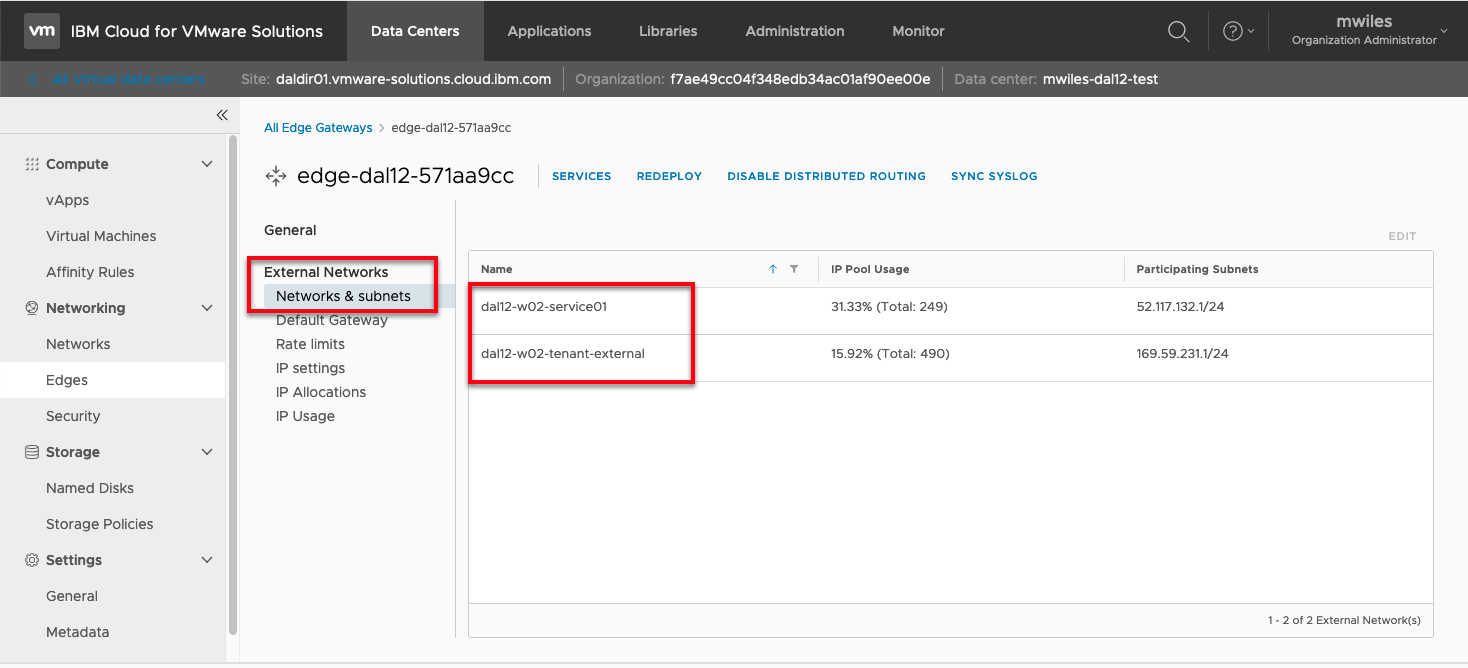 vm IBM Cloud for VMware Solutions Data Centers Applications Libraries Administration Monitor mwiles
Organization Administrator
All Virtual data centers Site: daldir01.vmware-solutions.cloud.ibm.com Organization: f7ae49cc04f348edb34ac01af90ee00e Data center: mwiles-dal12-test
Compute
vApps
Virtual Machines
Affinity Rules
Networking
Networks
Edges
Security
Storage
Named Disks
Storage Policies
Settings
General
Metadata
All Edge Gateways > edge-dal12-571aa9cc
edge-dal12-571aa9cc SERVICES REDEPLOY DISABLE DISTRIBUTED ROUTING SYNC SYSLOG
General
External Networks
Networks & subnets
Default Gateway
Rate limits
IP settings
IP Allocations
IP Usage
EDIT
Name IP Pool Usage Participating Subnets
dal12-w02-service01 31.33% (Total: 249) 52.117.132.1/24
dal12-w02-tenant-external 15.92% (Total: 490) 169.59.231.1/24
1 - 2 of 2 External Network(s)